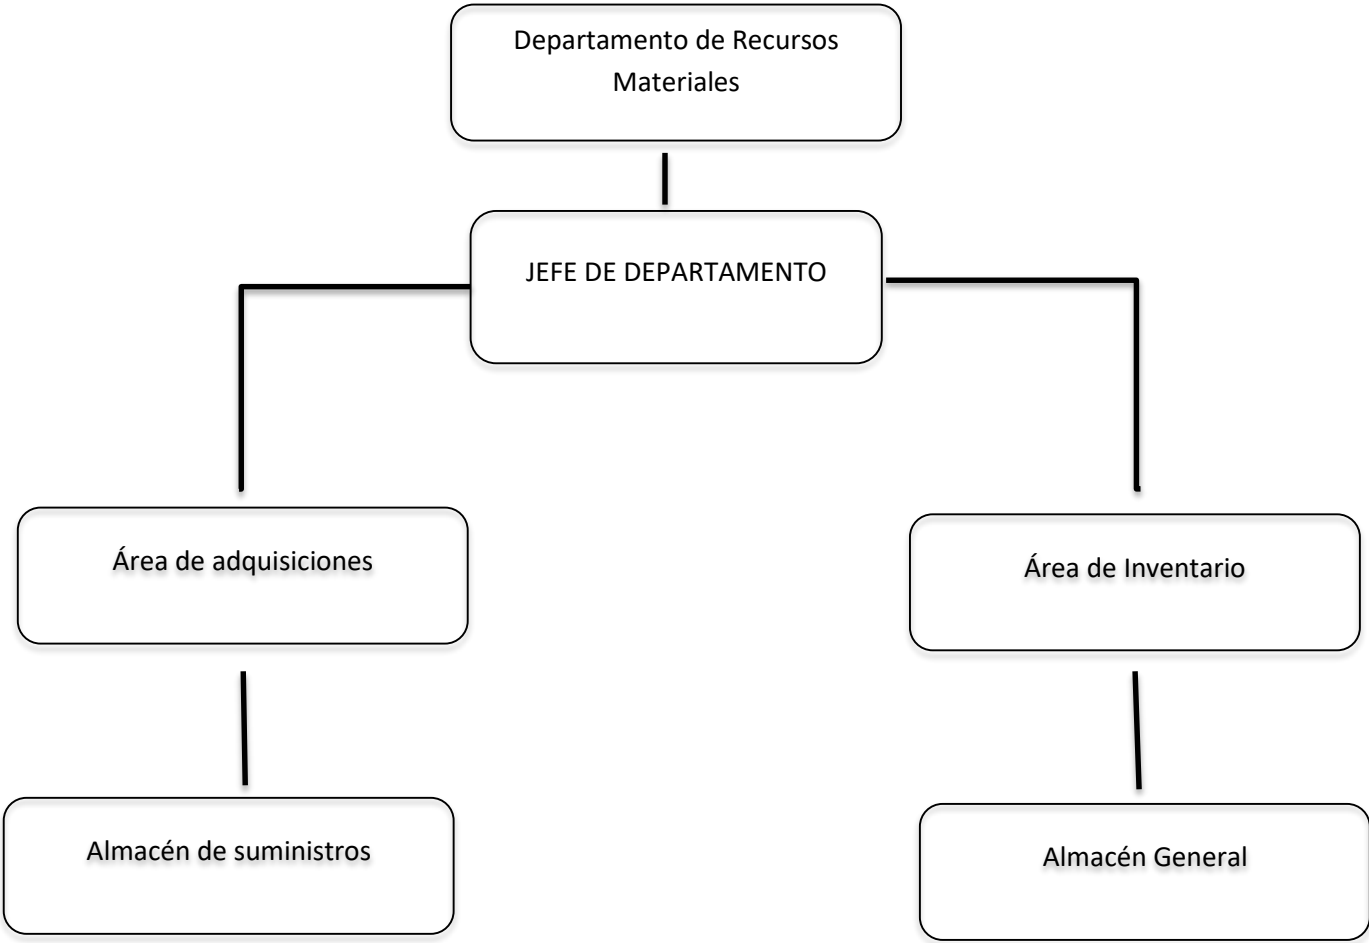 Departamento de Recursos
Materiales
JEFE DE DEPARTAMENTO
Área de adquisiciones
Área de Inventario
Almacén de suministros
Almacén General